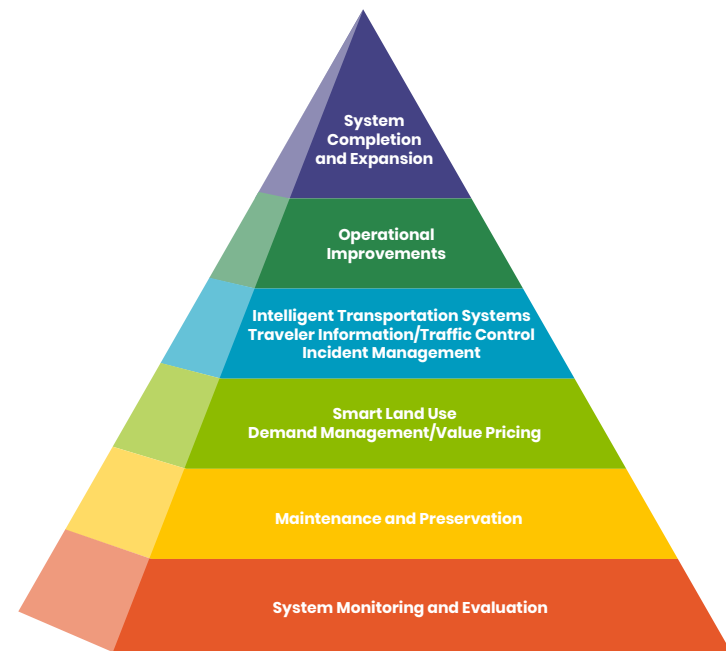 System
Completion
and Expansion
Operational
Improvements
Intelligent Transportation Systems
Traveler Information/Traffic Control
Incident Management
Smart Land Use
Demand Management/Value Pricing
Maintenance and Preservation
System Monitoring and Evaluation